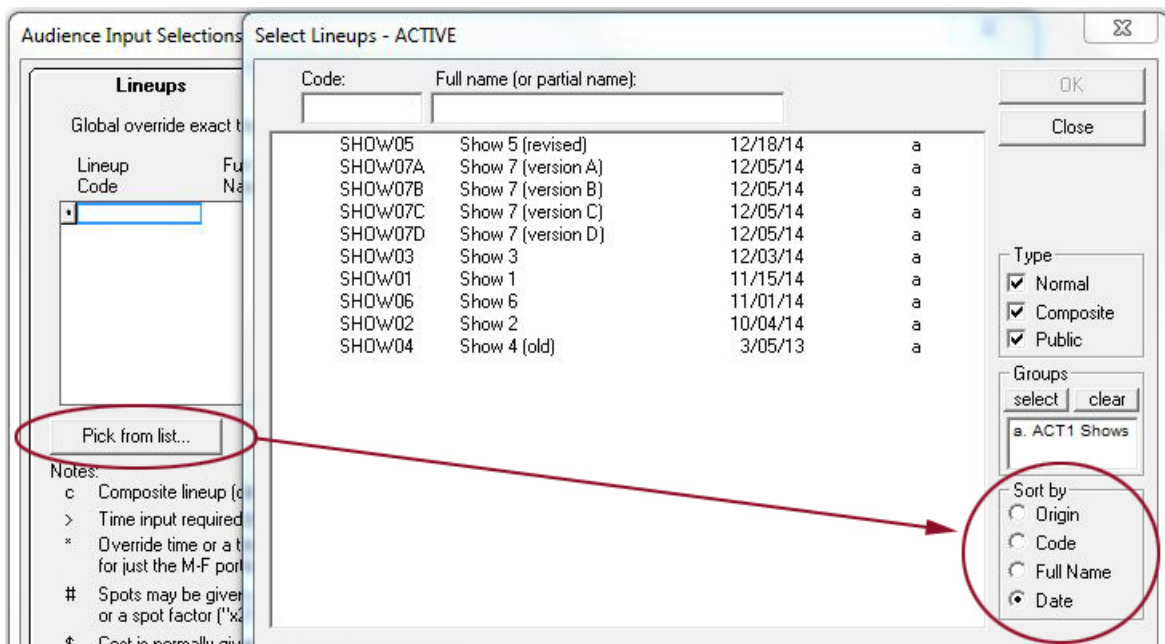 Audience Input Selections
Select Lineups - ACTIVE
Lineups
Global override exact
Lineup
Code
Pick from list...
Notes:
c Composite lineup
> Time input required
* Override time or a
for just the M-F
# Spots may be
or a spot factor
Code:
Full name (or partial name):
SHOW05 Show 5 (revised) 12/18/14 a
SHOW07A Show 7 (version A) 12/05/14 a
SHOW07B Show 7 (version B) 12/05/14 a
SHOW07C Show 7 (version C) 12/05/14 a
SHOW07D Show 7 (version D) 12/05/14 a
SHOW03 Show 3 12/03/14 a
SHOW01 Show 1 11/15/14 a
SHOW06 Show 6 11/01/14 a
SHOW02 Show 2 10/04/14 a
SHOW04 Show 4 (old) 3/05/13 a
OK
Close
Type
Normal
Composite
Public
Groups
select clear
a. ACT1 Shows
Sort by
Origin
Code
Full Name
Date